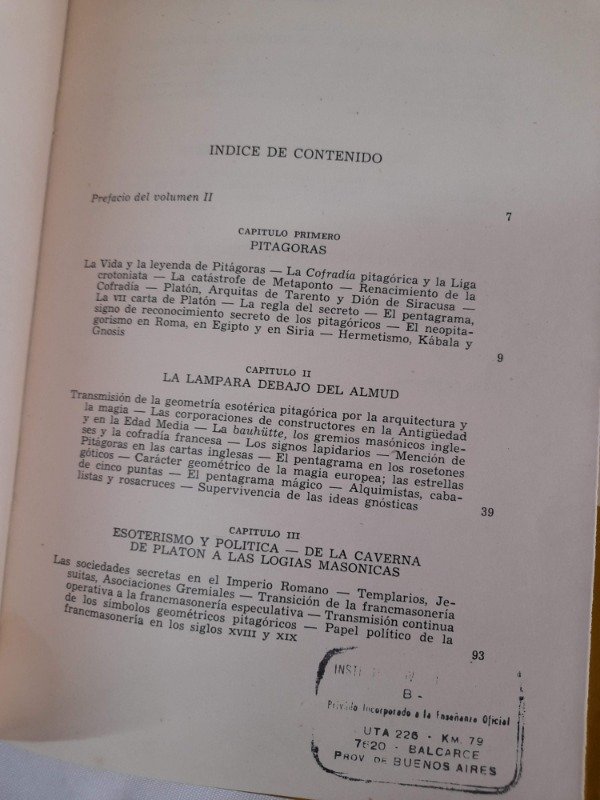 INDICE DE CONTENIDO
Prefacio del volumen II
7
CAPITULO PRIMERO
PITAGORAS
La Vida y la leyenda de Pitágoras — La Cofradía pitagórica y la Liga
crotoniata — La catástrofe de Metaponto — Renacimiento de la
Cofradía — Platón, Arquitas de Tarento y Dión de Siracusa —
La VII carta de Platón — La regla del secreto — El pentagrama,
signo de reconocimiento secreto de los pitagóricos — El neopita-
gorismo en Roma, en Egipto y en Siria — Hermetismo, Kábala y
Gnosis
9
CAPITULO II
LA LAMPARA DEBAJO DEL ALMUD
Transmisión de la geometría esotérica pitagórica por la arquitectura y
la magia — Las corporaciones de constructores en la Antigüedad
y en la Edad Media — La bauhütte, los gremios masónicos ingle-
ses y la cofradía francesa — Los signos lapidarios — Mención de
Pitágoras en las cartas inglesas — El pentagrama en los rosetones
góticos — Carácter geométrico de la magia europea; las estrellas
de cinco puntas — El pentagrama mágico — Alquimistas, caba-
listas y rosacruces — Supervivencia de las ideas gnósticas
39
CAPITULO III
ESOTERISMO Y POLITICA — DE LA CAVERNA
DE PLATON A LAS LOGIAS MASONICAS
Las sociedades secretas en el Imperio Romano — Templarios, Je-
suitas, Asociaciones Gremiales — Transición de la francmasonería
operativa a la francmasonería especulativa — Transmisión continua
de los símbolos geométricos pitagóricos — Papel político de la
francmasonería en los siglos XVIII y XIX
93
B -
Privado Incorporado a la Enseñanza Oficial
UTA 226 - KM. 79
7620 - BALCARCE
PROV DE BUENOS AIRES